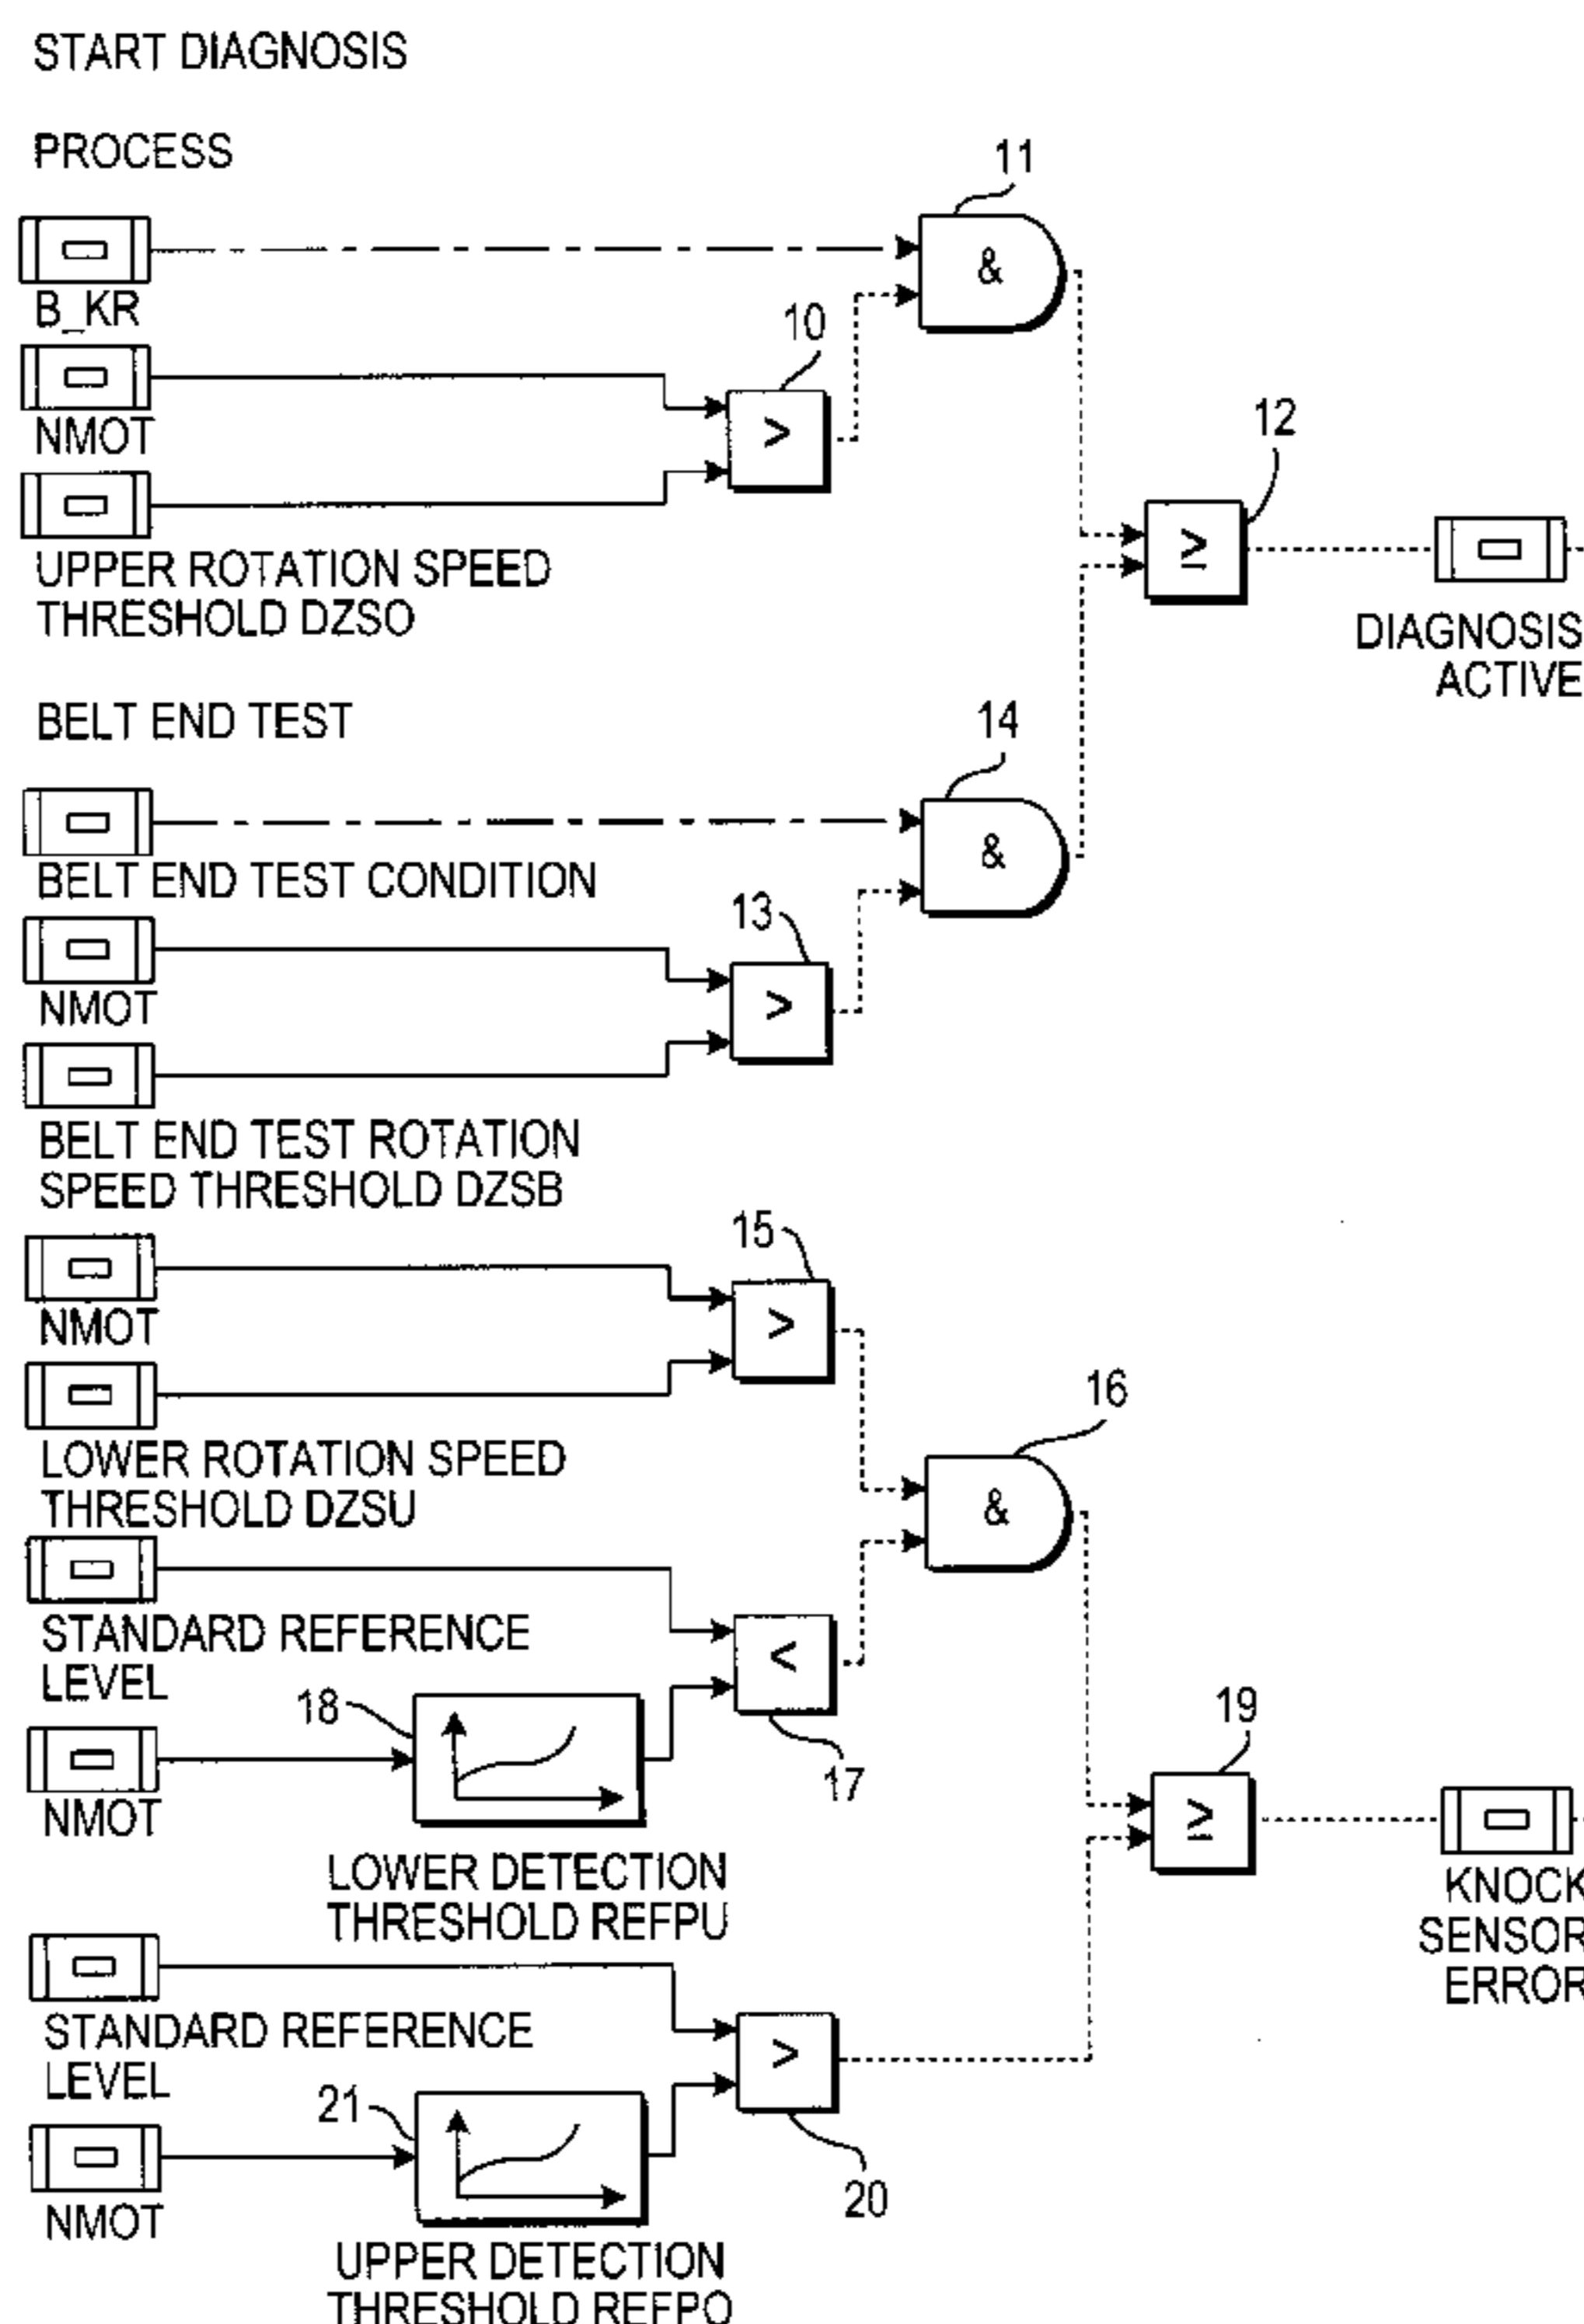 START DIAGNOSIS
PROCESS
11
&
B_KR
10
NMOT
>
12
≥
UPPER ROTATION SPEED
THRESHOLD DZSO
DIAGNOSIS
ACTIVE
BELT END TEST
14
&
BELT END TEST CONDITION
13
NMOT
>
BELT END TEST ROTATION
SPEED THRESHOLD DZSB
15
NMOT
>
16
LOWER ROTATION SPEED
THRESHOLD DZSU
&
STANDARD REFERENCE
LEVEL
<
18
17
19
NMOT
≥
LOWER DETECTION
THRESHOLD REFPU
KNOCK
SENSOR
ERROR
STANDARD REFERENCE
LEVEL
>
21
20
NMOT
UPPER DETECTION
THRESHOLD REFPO